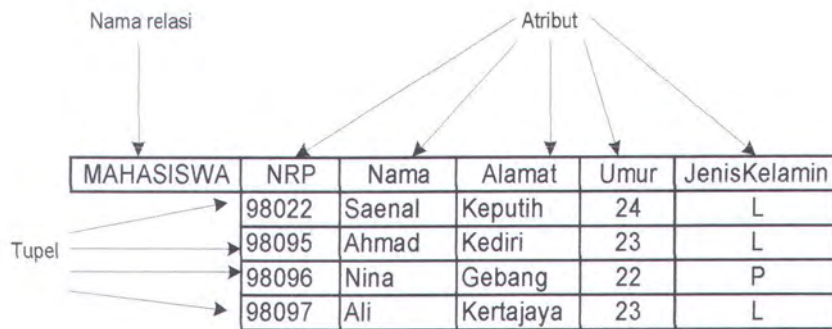 Nama relasi Atribut
MAHASISWA NRP Nama Alamat Umur JenisKelamin
98022 Saenal Keputih 24 L
98095 Ahmad Kediri 23 L
Tupel
98096 Nina Gebang 22 P
98097 Ali Kertajaya 23 L